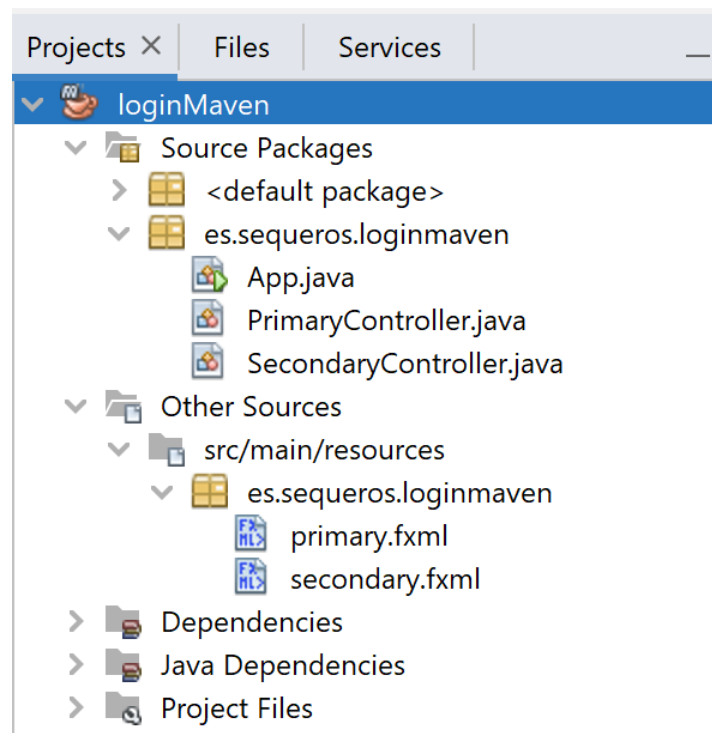 Projects Files Services
loginMaven
Source Packages
<default package>
es.sequeros.loginmaven
App.java
PrimaryController.java
SecondaryController.java
Other Sources
src/main/resources
es.sequeros.loginmaven
primary.fxml
secondary.fxml
Dependencies
Java Dependencies
Project Files